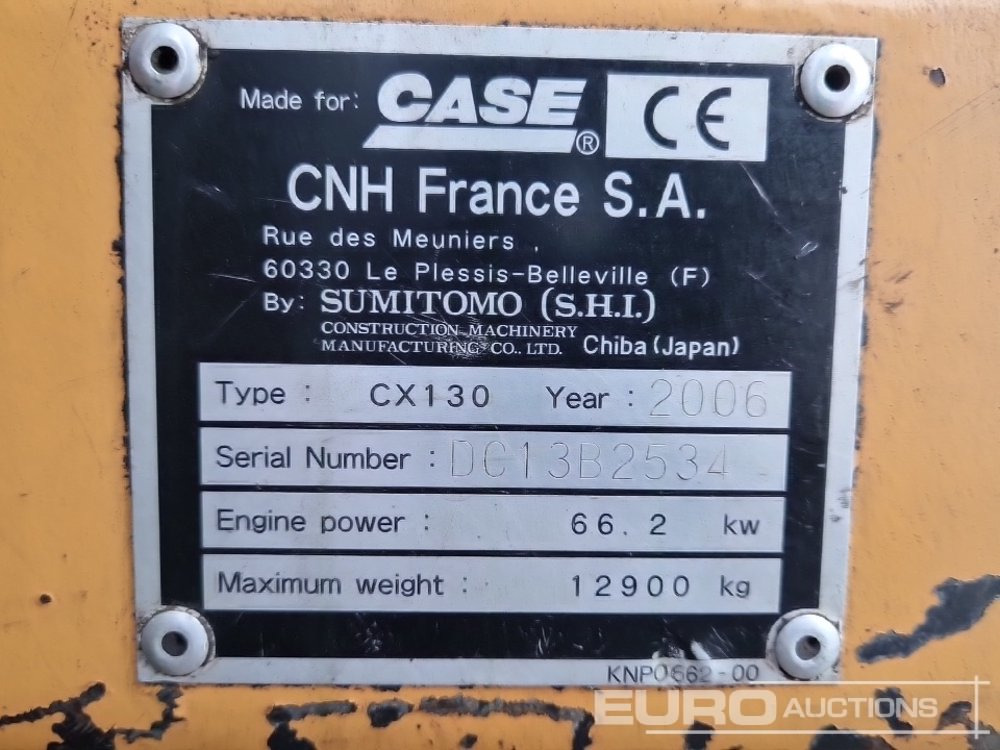 Made for: CASE ® CE
CNH France S.A.
Rue des Meuniers ,
60330 Le Plessis-Belleville (F)
By: SUMITOMO (S.H.I.)
CONSTRUCTION MACHINERY
MANUFACTURING CO., LTD. Chiba (Japan)
Type : CX130 Year : 2006
Serial Number : DC13B2534
Engine power : 66.2 kw
Maximum weight : 12900 kg
KNP0662-00
EURO AUCTIONS